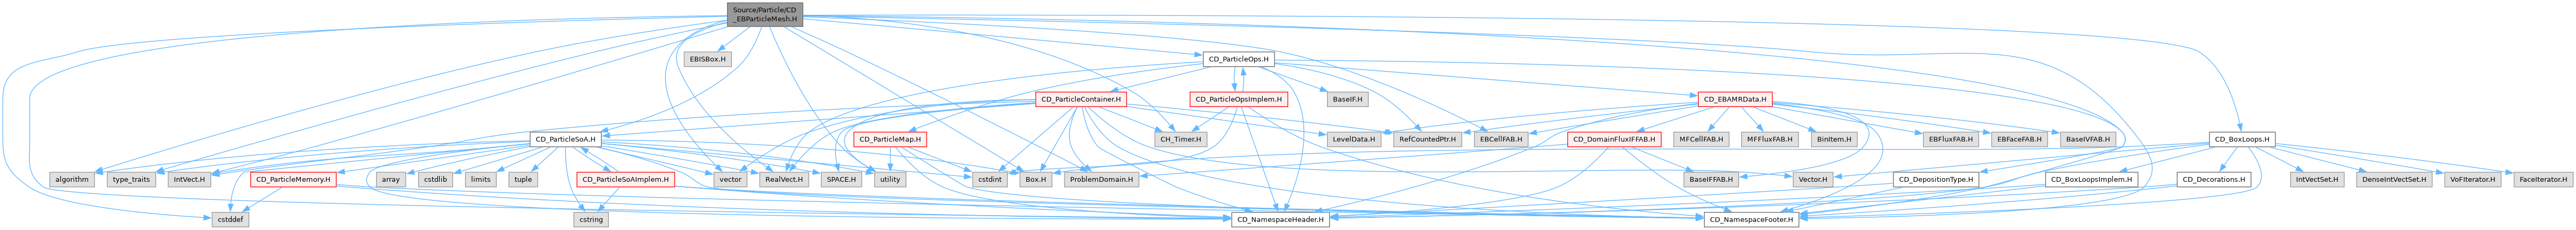 Source/Particle/CD
_EBParticleMesh.H
EBISBox.H
CD_ParticleOps.H
CD_ParticleContainer.H
CD_ParticleOpsImplem.H
BaseIF.H
CD_EBAMRData.H
CD_ParticleSoA.H
CD_ParticleMap.H
CH_Timer.H
LevelData.H
RefCountedPtr.H
EBCellFAB.H
CD_DomainFluxIFFAB.H
MFCellFAB.H
MFFluxFAB.H
BinItem.H
EBFluxFAB.H
EBFaceFAB.H
BaseIVFAB.H
CD_BoxLoops.H
algorithm
type_traits
IntVect.H
CD_ParticleMemory.H
array
cstdlib
limits
tuple
CD_ParticleSoAImplem.H
vector
RealVect.H
SPACE.H
utility
cstdint
Box.H
ProblemDomain.H
BaseIFFAB.H
Vector.H
CD_DepositionType.H
CD_BoxLoopsImplem.H
CD_Decorations.H
IntVectSet.H
DenseIntVectSet.H
VoFIterator.H
FaceIterator.H
cstddef
cstring
CD_NamespaceHeader.H
CD_NamespaceFooter.H